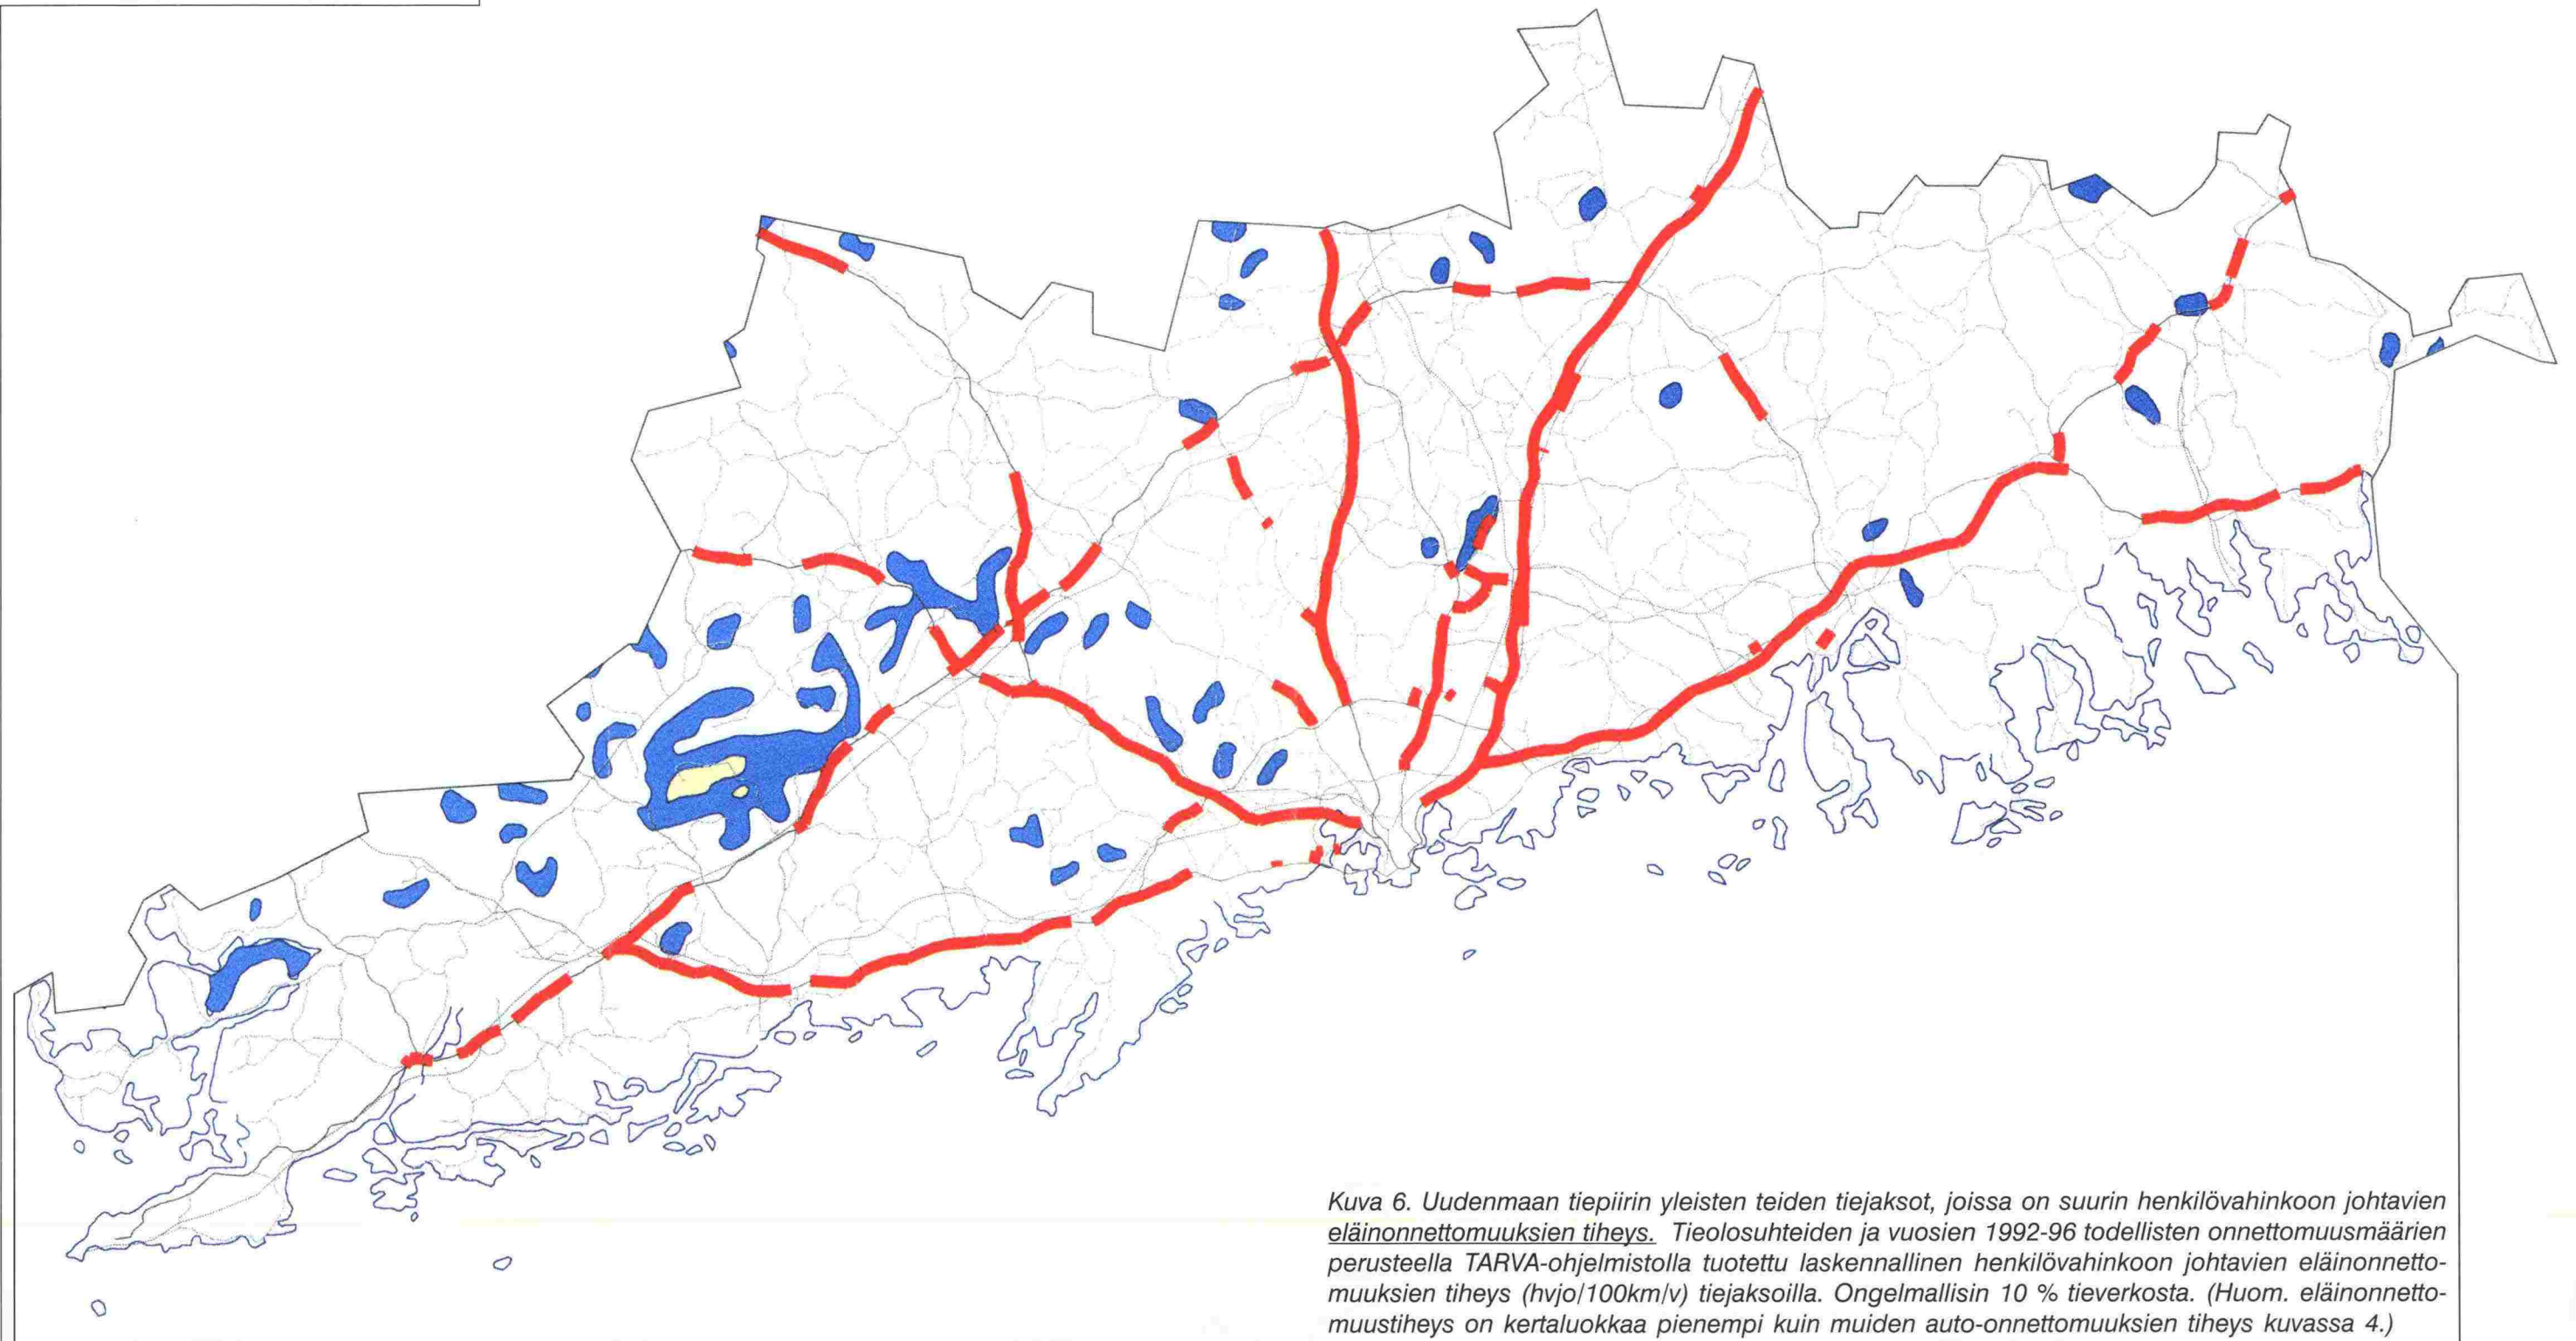 Kuva 6. Uudenmaan tiepiirin yleisten teiden tiejaksot, joissa on suurin henkilövahinkoon johtavien
eläinonnettomuuksien tiheys. Tieolosuhteiden ja vuosien 1992-96 todellisten onnettomuusmäärien
perusteella TARVA-ohjelmistolla tuotettu laskennallinen henkilövahinkoon johtavien eläinonnetto-
muuksien tiheys (hvjo/100km/v) tiejaksoilla. Ongelmallisin 10 % tieverkosta. (Huom. eläinonnetto-
muustiheys on kertaluokkaa pienempi kuin muiden auto-onnettomuuksien tiheys kuvassa 4.)